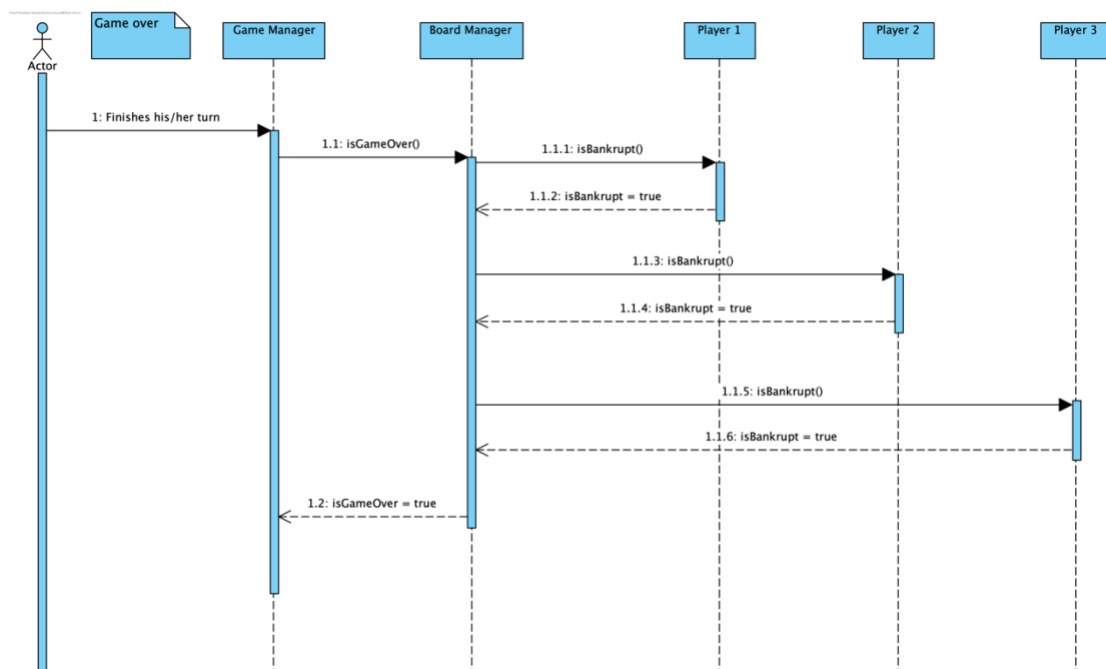 Game over
Game Manager
Board Manager
Player 1
Player 2
Player 3
Actor
1: Finishes his/her turn
1.1: isGameOver()
1.1.1: isBankrupt()
1.1.2: isBankrupt = true
1.1.3: isBankrupt()
1.1.4: isBankrupt = true
1.1.5: isBankrupt()
1.1.6: isBankrupt = true
1.2: isGameOver = true